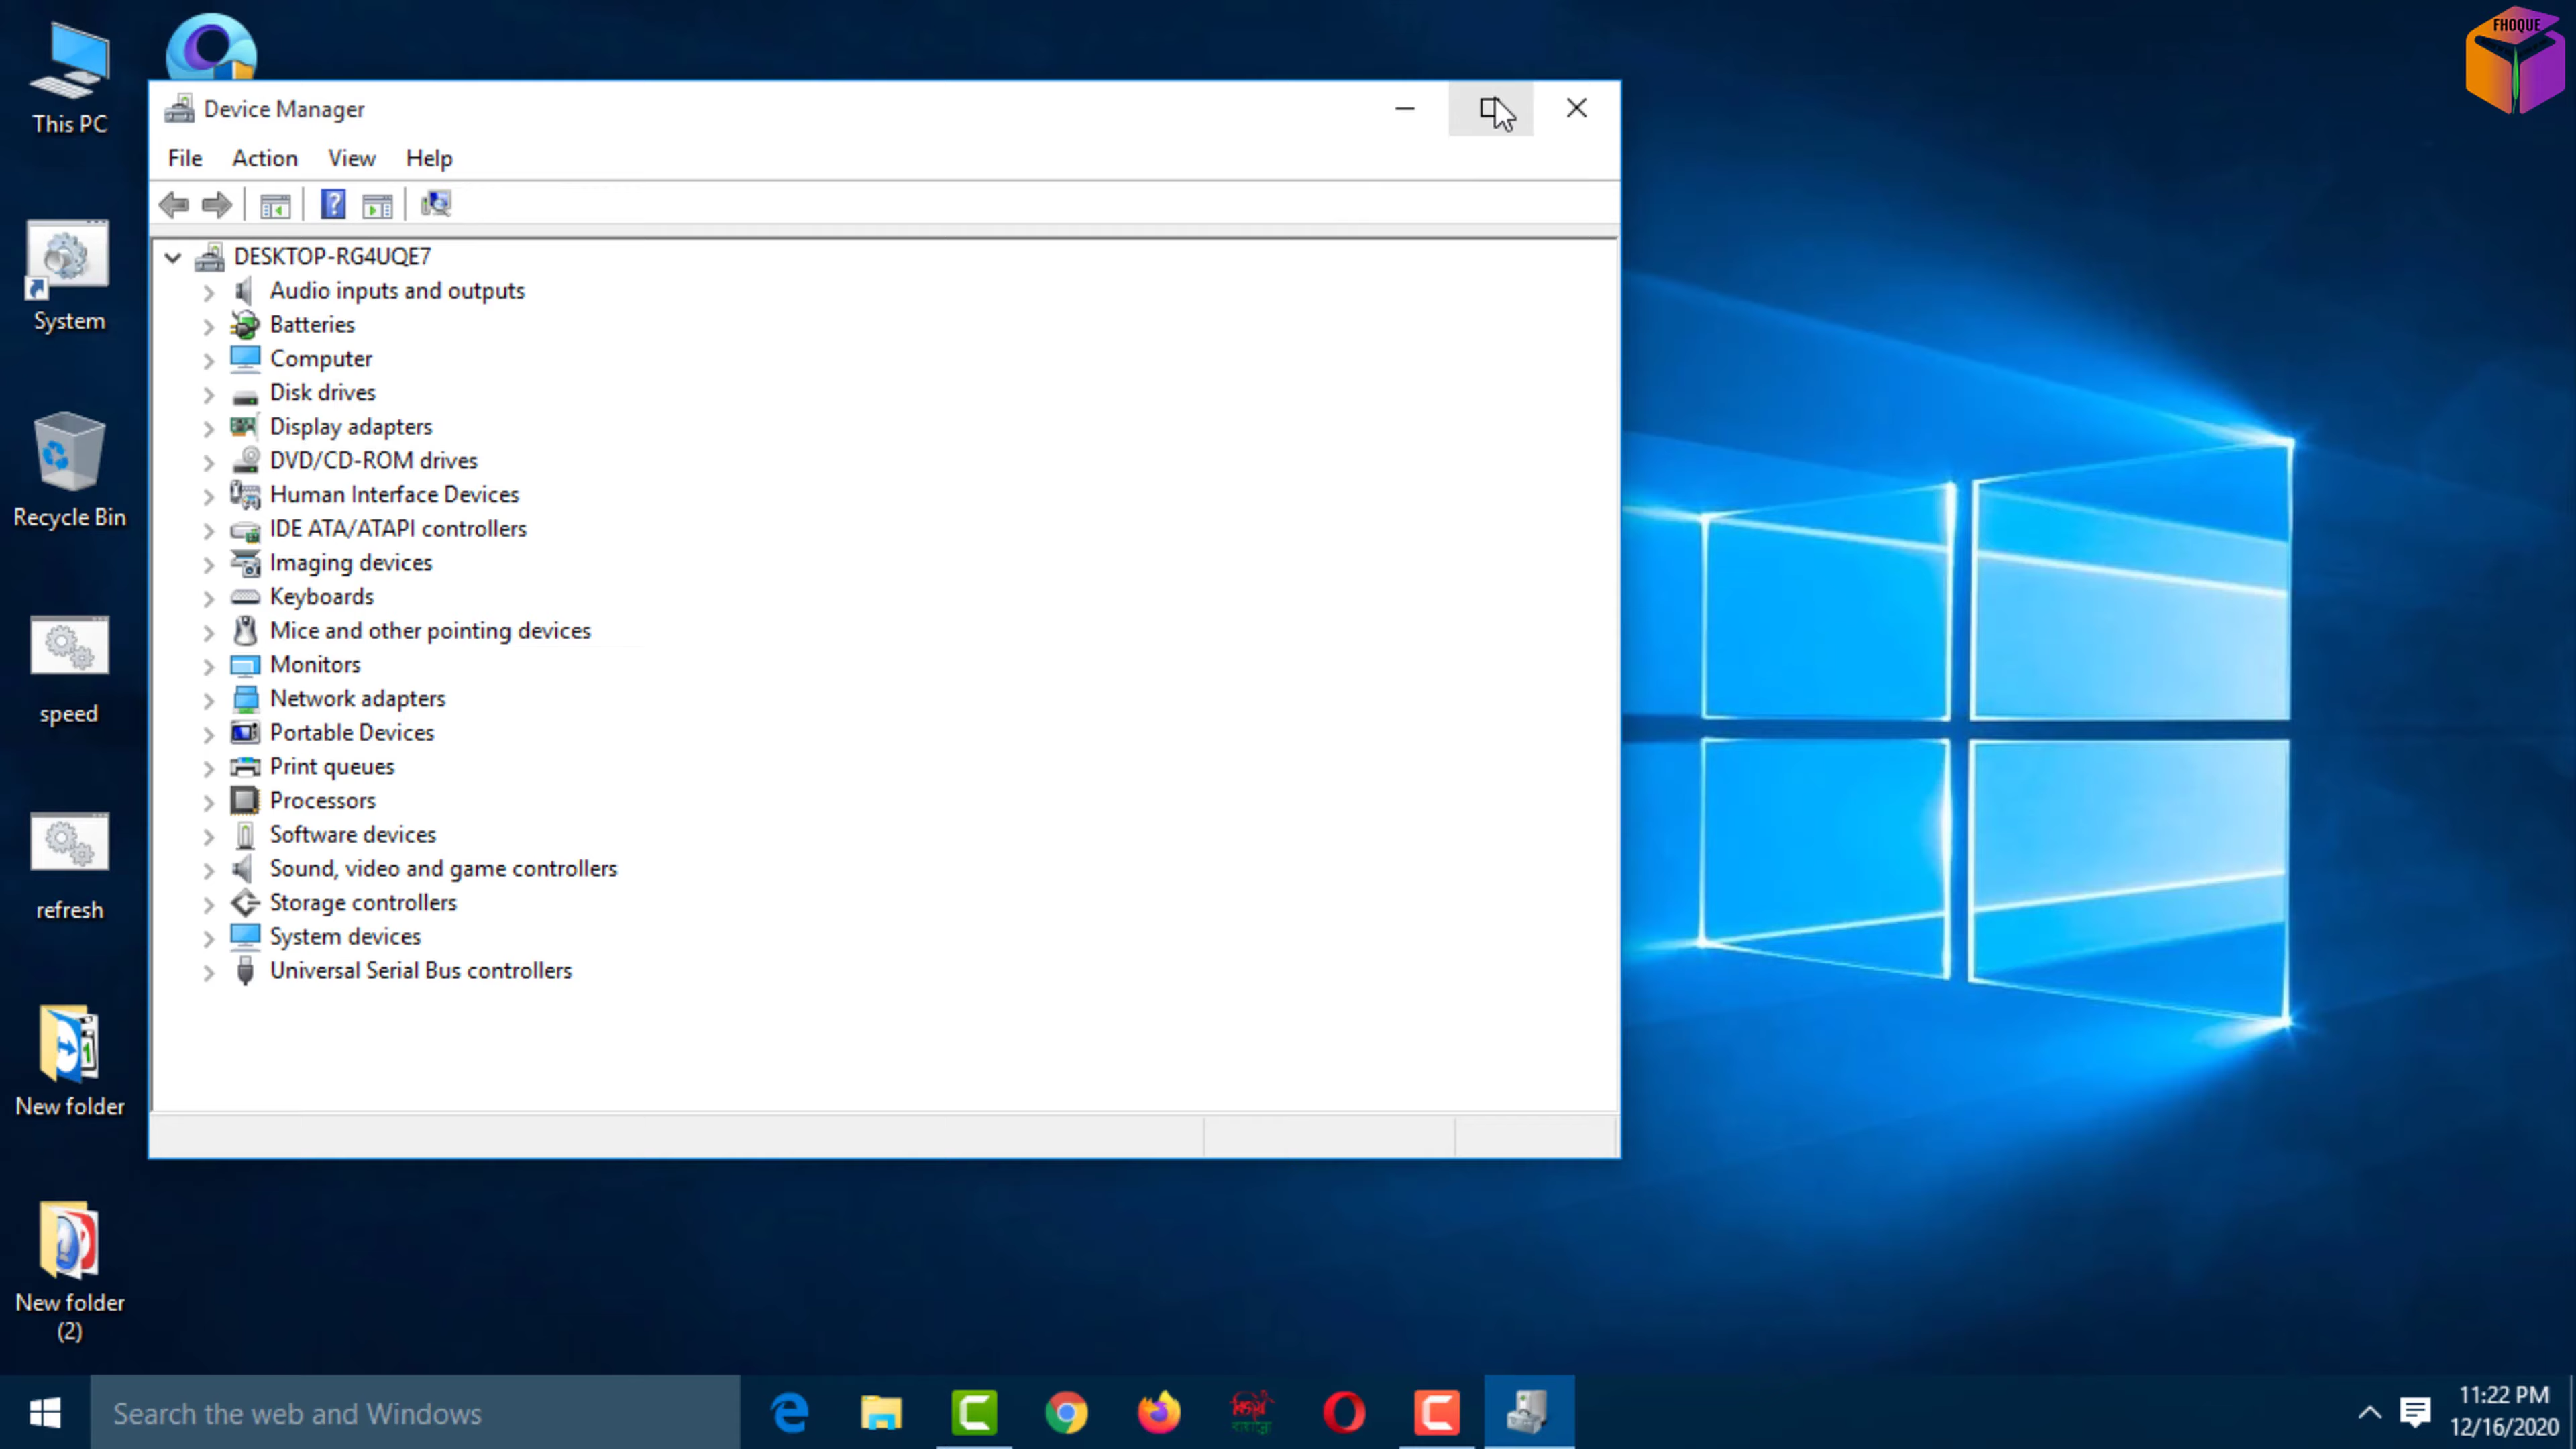 FHOQUE
This PC
System
Recycle Bin
speed
refresh
New folder
New folder
(2)
Device Manager
File Action View Help
DESKTOP-RG4UQE7
Audio inputs and outputs
Batteries
Computer
Disk drives
Display adapters
DVD/CD-ROM drives
Human Interface Devices
IDE ATA/ATAPI controllers
Imaging devices
Keyboards
Mice and other pointing devices
Monitors
Network adapters
Portable Devices
Print queues
Processors
Software devices
Sound, video and game controllers
Storage controllers
System devices
Universal Serial Bus controllers
Search the web and Windows
11:22 PM
12/16/2020